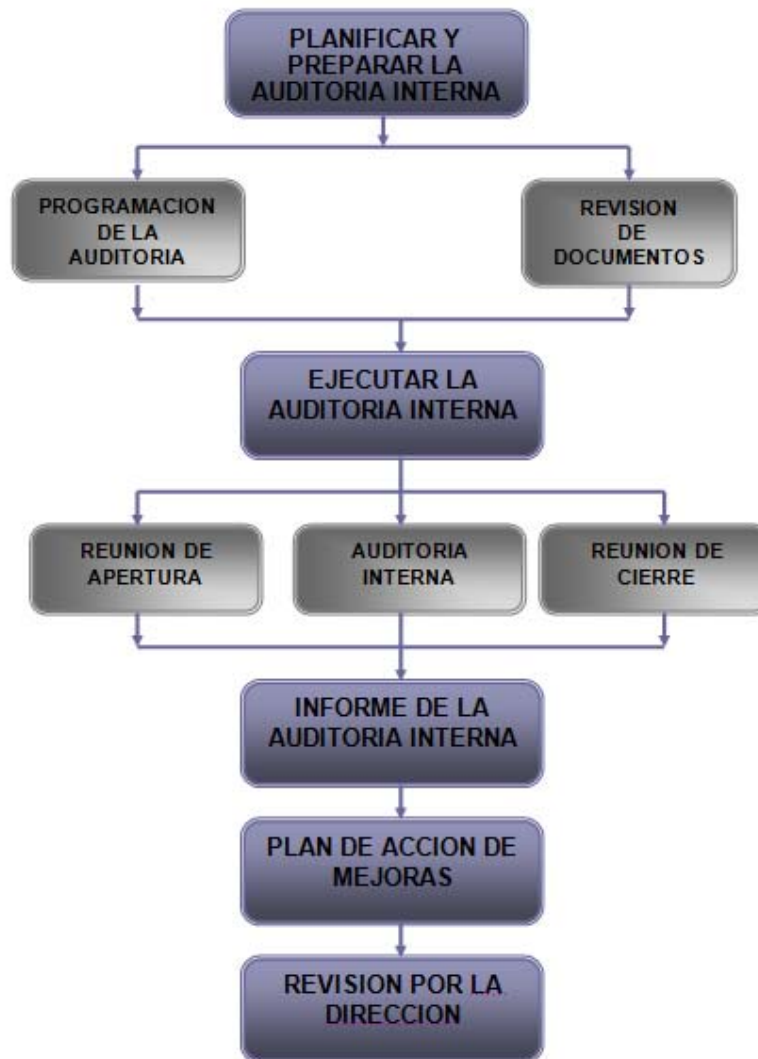 PLANIFICAR Y
PREPARAR LA
AUDITORIA INTERNA
PROGRAMACION
DE LA
AUDITORIA
REVISION
DE
DOCUMENTOS
EJECUTAR LA
AUDITORIA INTERNA
REUNION DE
APERTURA
AUDITORIA
INTERNA
REUNION DE
CIERRE
INFORME DE LA
AUDITORIA INTERNA
PLAN DE ACCION DE
MEJORAS
REVISION POR LA
DIRECCION